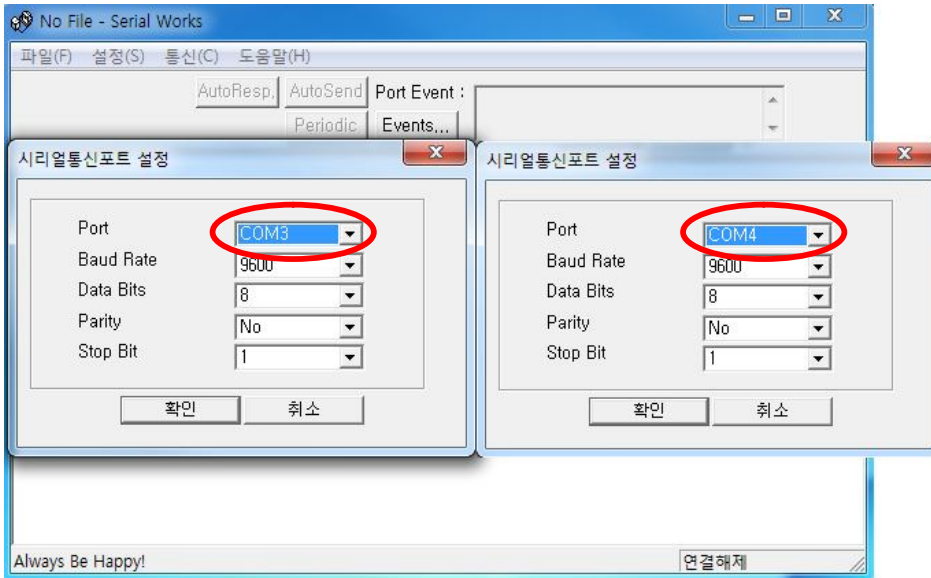 No File - Serial Works
파일(F) 설정(S) 통신(C) 도움말(H)
AutoResp, AutoSend Port Event :
Periodic Events,,,
시리얼통신포트 설정
Port COM3
Baud Rate 9600
Data Bits 8
Parity No
Stop Bit 1
확인 취소
시리얼통신포트 설정
Port COM4
Baud Rate 9600
Data Bits 8
Parity No
Stop Bit 1
확인 취소
Always Be Happy! 연결해제